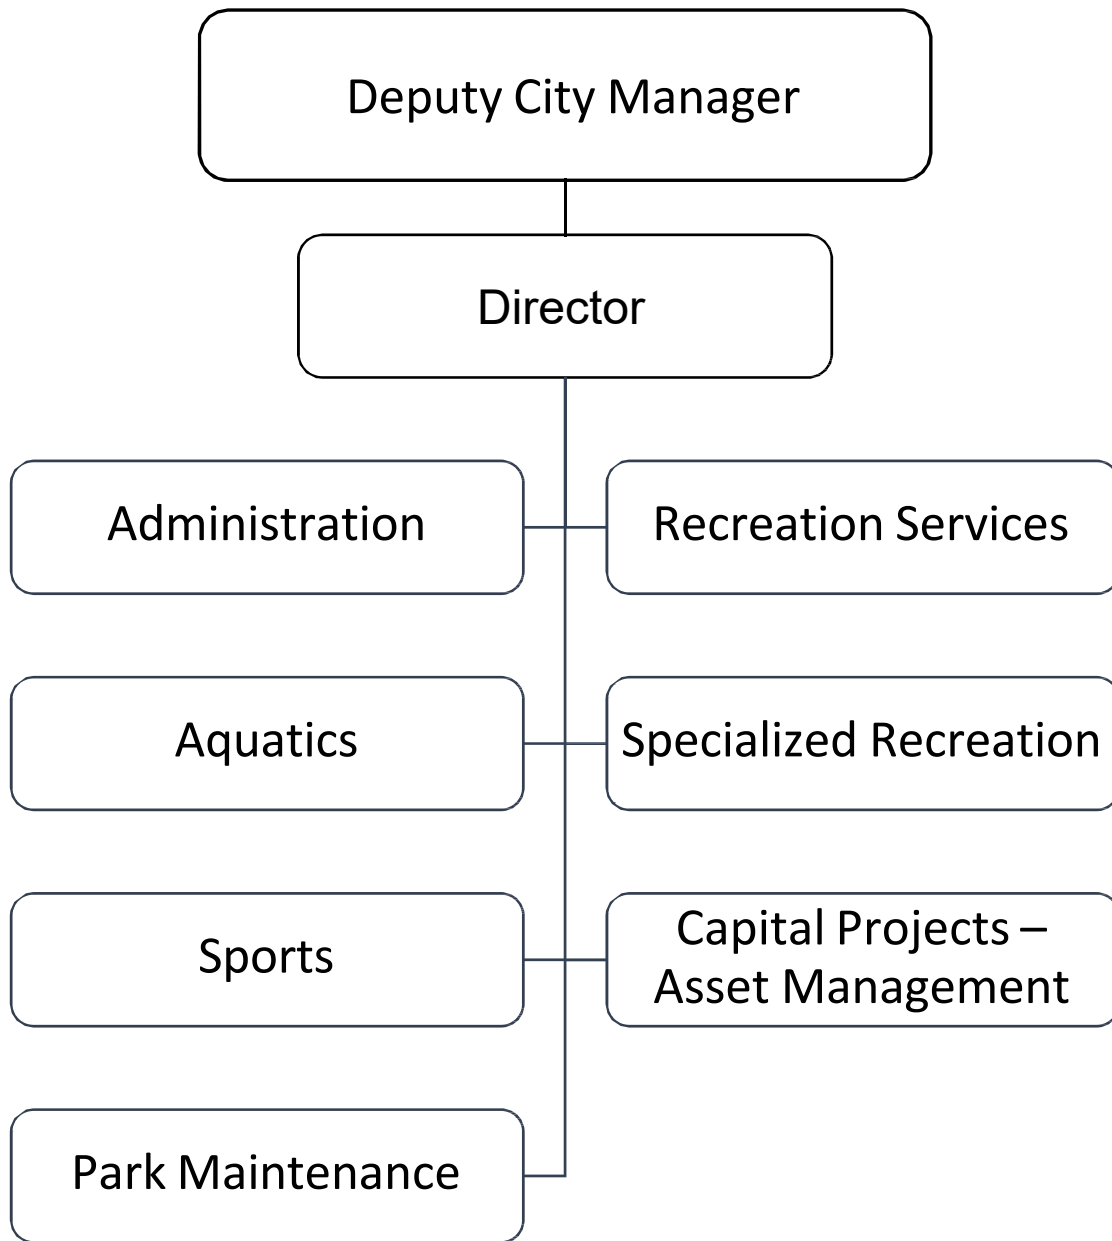 Deputy City Manager
Director
Administration
Recreation Services
Aquatics
Specialized Recreation
Sports
Capital Projects –
Asset Management
Park Maintenance